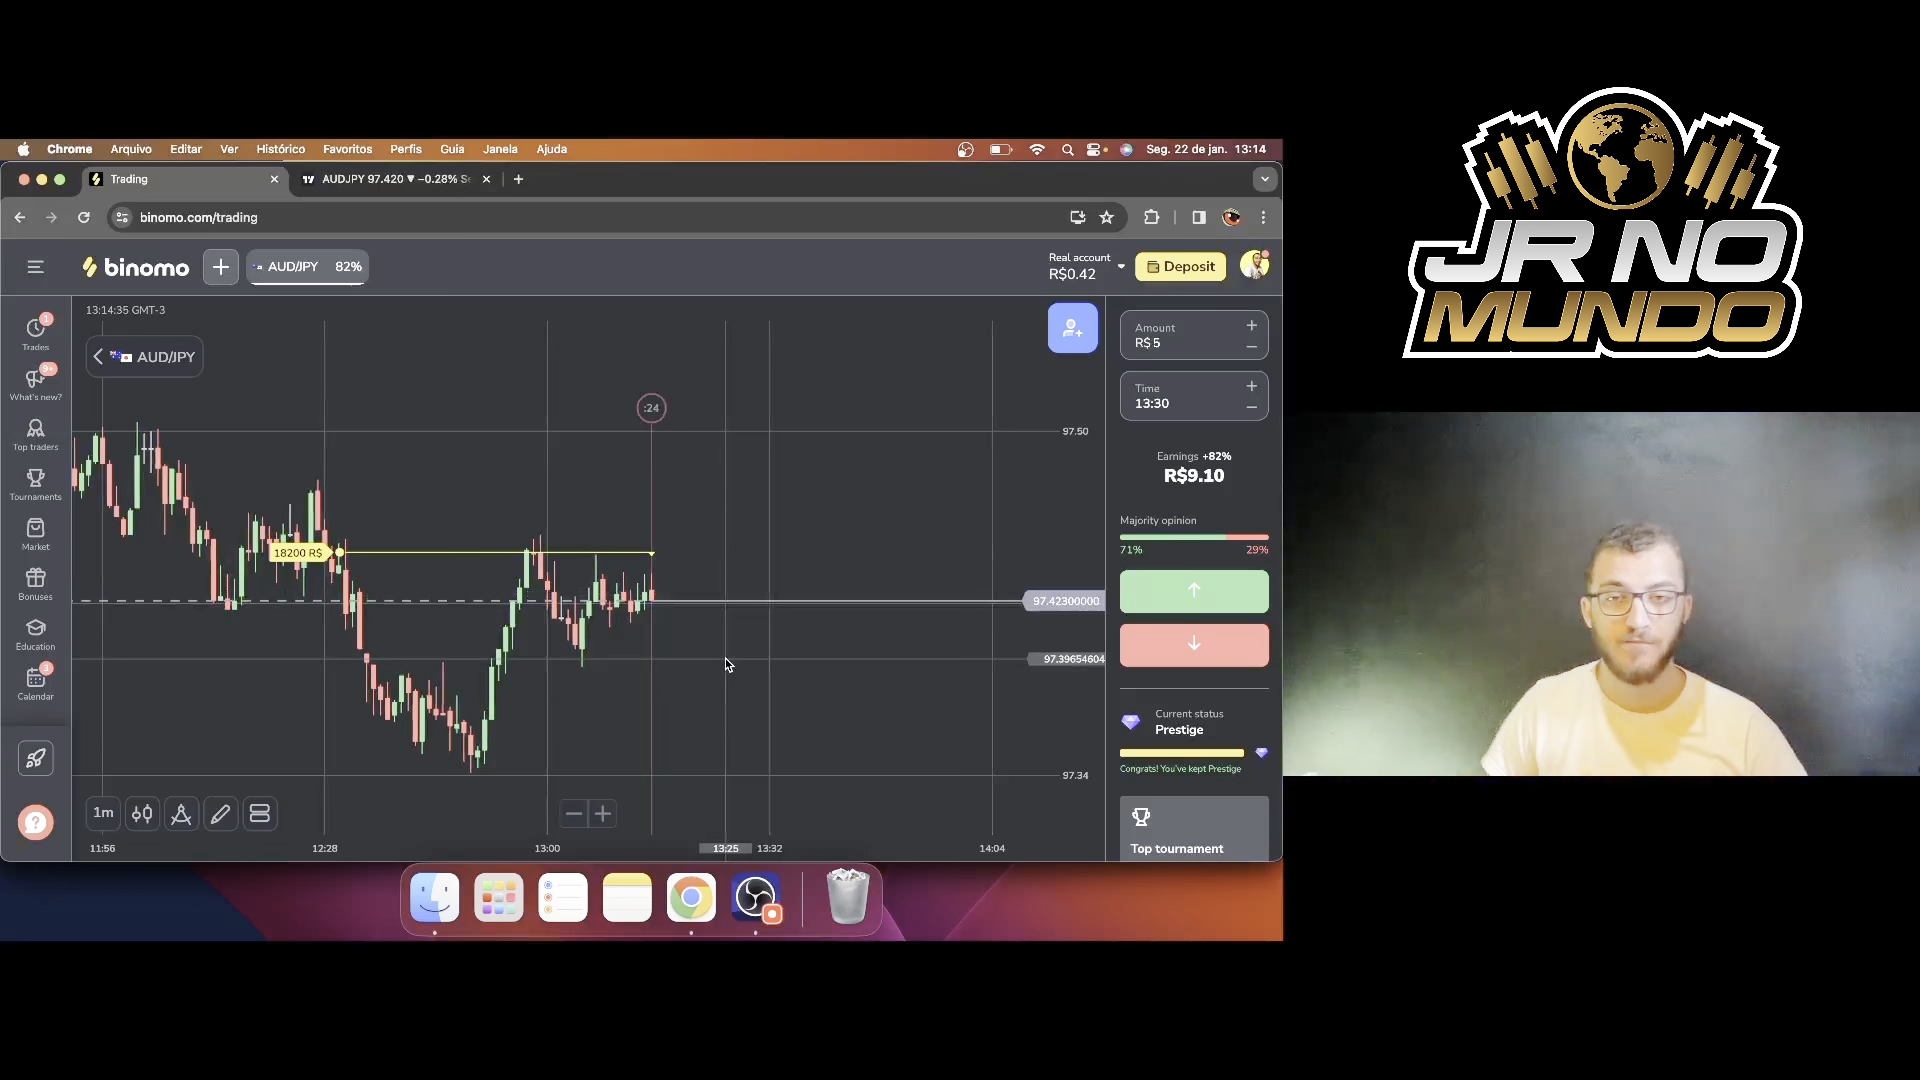 Chrome Arquivo Editar Ver Histórico Favoritos Perfis Guia Janela Ajuda Seg. 22 de jan. 13:14
Trading
AUDJPY 97.420 ▼ −0.28%
binomo.com/trading
binomo
AUD/JPY 82%
Real account
R$0.42
Deposit
13:14:35 GMT-3
AUD/JPY
1
Trades
9+
What's new?
Top traders
Tournaments
Market
Bonuses
Education
3
Calendar
:24
97.50
18200 R$
97.42300000
97.39654604
97.34
1m
11:56
12:28
13:00
13:25
13:32
14:04
Amount
R$ 5
Time
13:30
Earnings +82%
R$9.10
Majority opinion
71% 29%
Current status
Prestige
Congrats! You've kept Prestige
Top tournament
JR NO
MUNDO